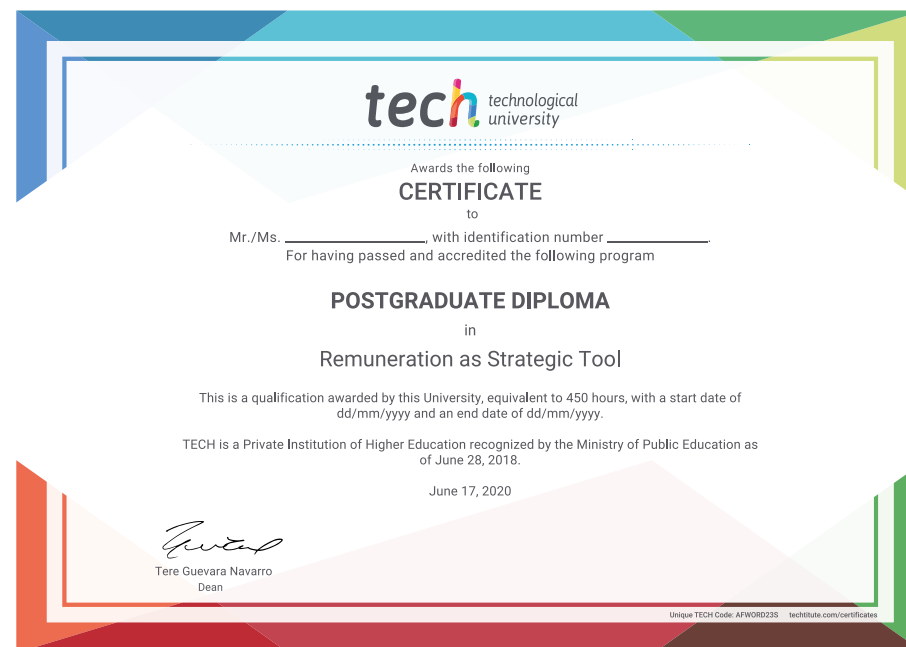 tech technological
university
Awards the following
CERTIFICATE
to
Mr./Ms. ____________________, with identification number ______________.
For having passed and accredited the following program
POSTGRADUATE DIPLOMA
in
Remuneration as Strategic Tool
This is a qualification awarded by this University, equivalent to 450 hours, with a start date of
dd/mm/yyyy and an end date of dd/mm/yyyy.
TECH is a Private Institution of Higher Education recognized by the Ministry of Public Education as
of June 28, 2018.
June 17, 2020
Tere Guevara Navarro
Dean
Unique TECH Code: AFWORD23S techtitute.com/certificates